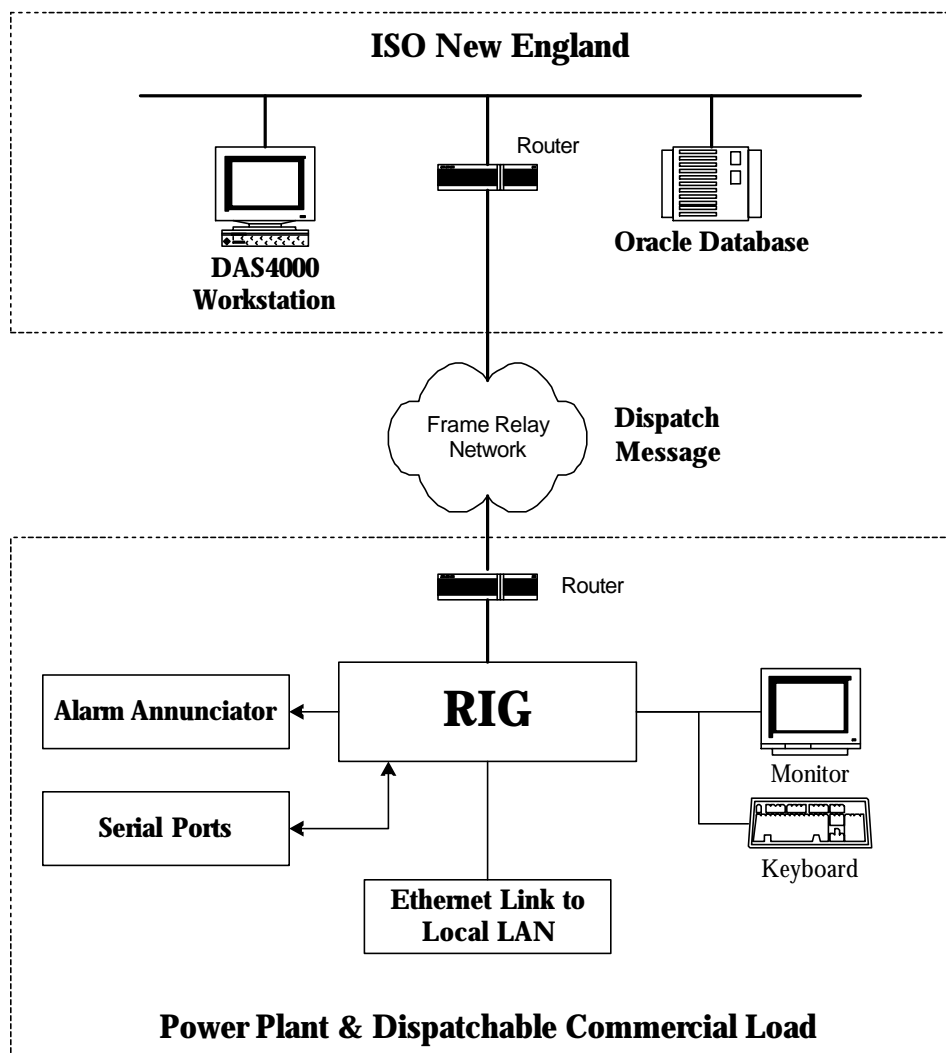 ISO New England
Router
DAS4000
Workstation
Oracle Database
Frame Relay
Network
Dispatch
Message
Router
RIG
Alarm Annunciator
Monitor
Serial Ports
Keyboard
Ethernet Link to
Local LAN
Power Plant & Dispatchable Commercial Load